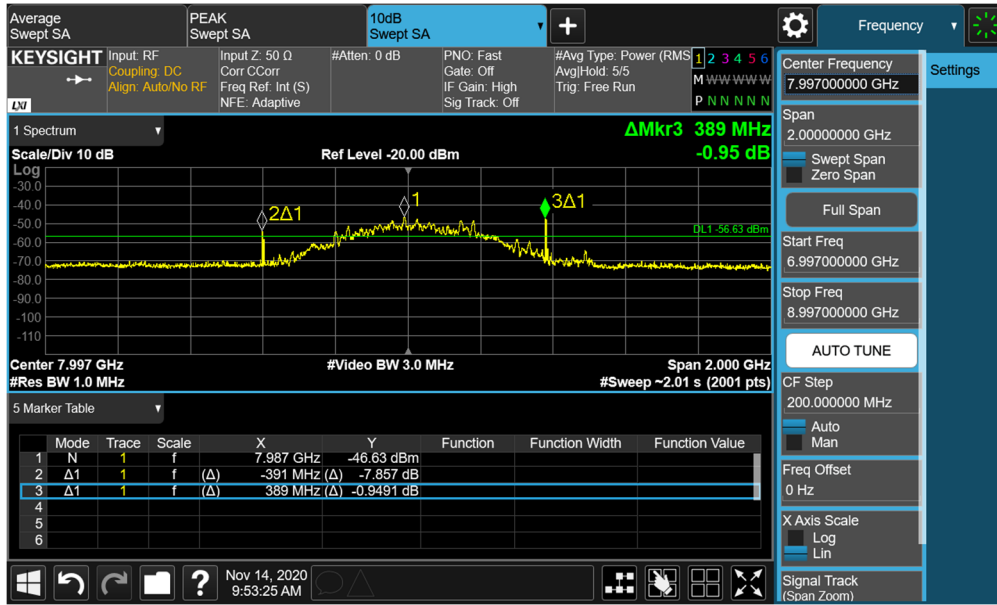 Average
Swept SA
PEAK
Swept SA
10dB
Swept SA
Frequency
KEYSIGHT
LXI
Input: RF
Coupling: DC
Align: Auto/No RF
Input Z: 50 Ω
Corr CCorr
Freq Ref: Int (S)
NFE: Adaptive
#Atten: 0 dB
PNO: Fast
Gate: Off
IF Gain: High
Sig Track: Off
#Avg Type: Power (RMS
Avg|Hold: 5/5
Trig: Free Run
1 2 3 4 5 6
M W W W W W
P N N N N N
1 Spectrum
ΔMkr3 389 MHz
-0.95 dB
Scale/Div 10 dB
Ref Level -20.00 dBm
Log
-30.0
-40.0
-50.0
-60.0
-70.0
-80.0
-90.0
-100
-110
2Δ1
1
3Δ1
DL1 -56.63 dBm
Center 7.997 GHz
#Video BW 3.0 MHz
Span 2.000 GHz
#Res BW 1.0 MHz
#Sweep ~2.01 s (2001 pts)
5 Marker Table
Mode Trace Scale X Y Function Function Width Function Value
1 N 1 f 7.987 GHz -46.63 dBm
2 Δ1 1 f (Δ) -391 MHz (Δ) -7.857 dB
3 Δ1 1 f (Δ) 389 MHz (Δ) -0.9491 dB
4
5
6
?
Nov 14, 2020
9:53:25 AM
Center Frequency
7.997000000 GHz
Settings
Span
2.00000000 GHz
Swept Span
Zero Span
Full Span
Start Freq
6.997000000 GHz
Stop Freq
8.997000000 GHz
AUTO TUNE
CF Step
200.000000 MHz
Auto
Man
Freq Offset
0 Hz
X Axis Scale
Log
Lin
Signal Track
(Span Zoom)